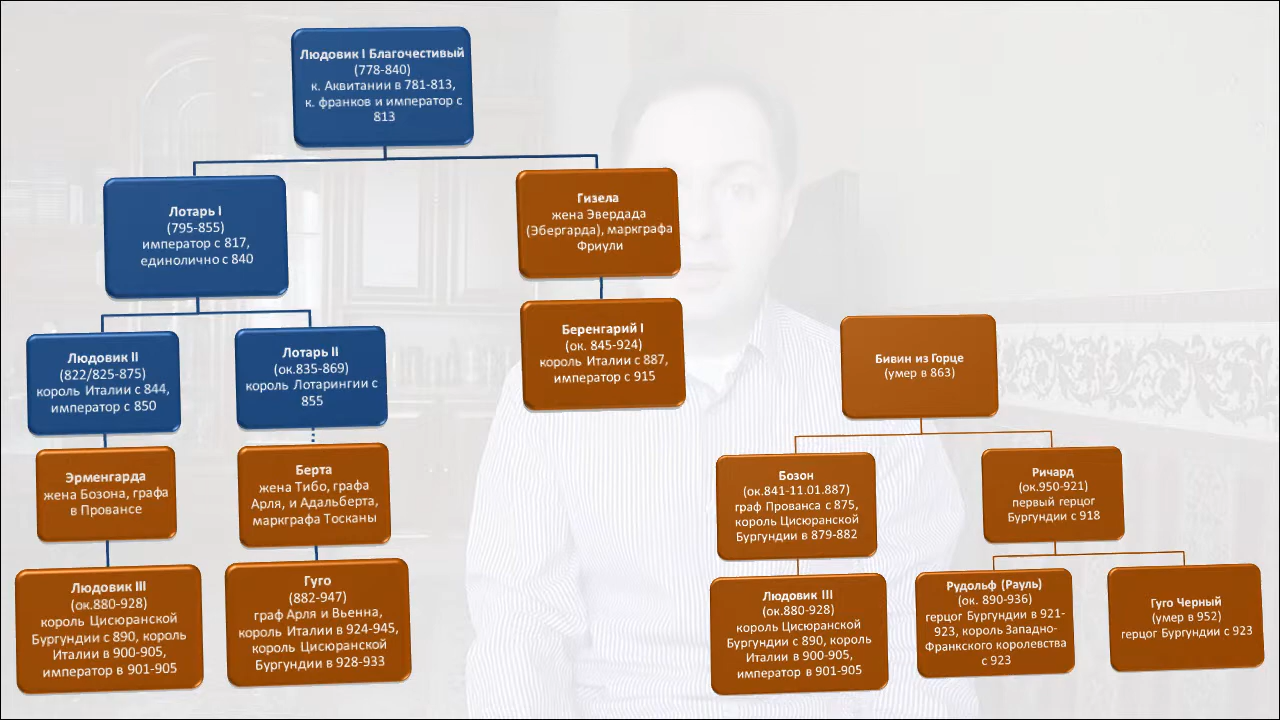 Людовик I Благочестивый
(778-840)
к. Аквитании в 781-813,
к. франков и император с
813
Лотарь I
(795-855)
император с 817,
единолично с 840
Гизела
жена Эвердада
(Эбергарда), маркграфа
Фриули
Людовик II
(822/825-875)
король Италии с 844,
император с 850
Лотарь II
(ок.835-869)
король Лотарингии с
855
Беренгарий I
(ок. 845-924)
король Италии с 887,
император с 915
Бивин из Горце
(умер в 863)
Эрменгарда
жена Бозона, графа
в Провансе
Берта
жена Тибо, графа
Арля, и Адальберта,
маркграфа Тосканы
Бозон
(ок.841-11.01.887)
граф Прованса с 875,
король Цисюранской
Бургундии в 879-882
Ричард
(ок.950-921)
первый герцог
Бургундии с 918
Людовик III
(ок.880-928)
король Цисюранской
Бургундии с 890, король
Италии в 900-905,
император в 901-905
Гуго
(882-947)
граф Арля и Вьенна,
король Италии в 924-945,
король Цисюранской
Бургундии в 928-933
Людовик III
(ок.880-928)
король Цисюранской
Бургундии с 890, король
Италии в 900-905,
император в 901-905
Рудольф (Рауль)
(ок. 890-936)
герцог Бургундии в 921-
923, король Западно-
Франкского королевства
с 923
Гуго Черный
(умер в 952)
герцог Бургундии с 923